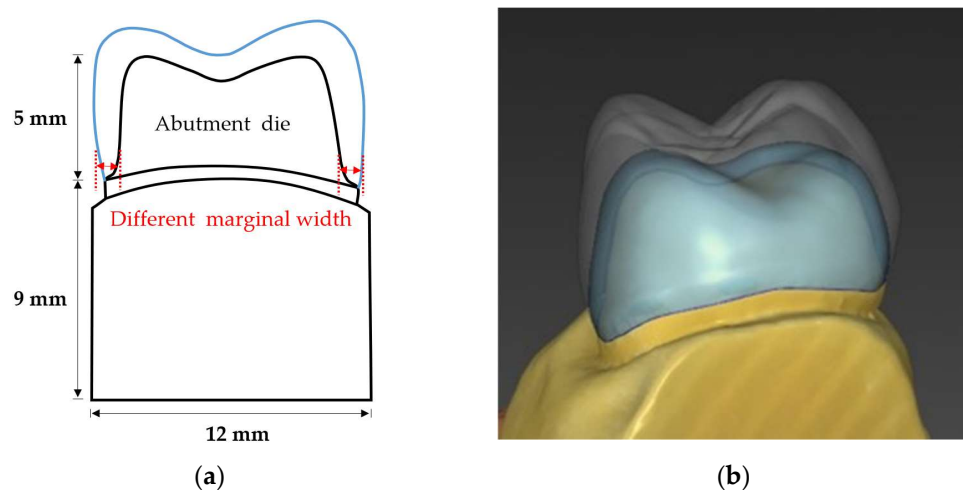 5 mm
Abutment die
Different marginal width
9 mm
12 mm
(a)
(b)